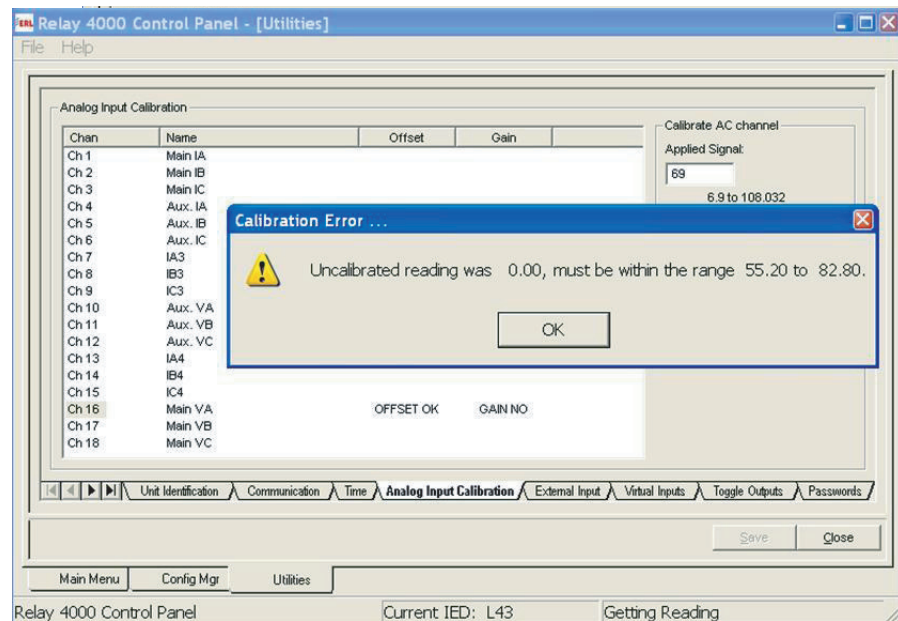 ERL Relay 4000 Control Panel - [Utilities]
File Help
Analog Input Calibration
Chan Name Offset Gain
Ch 1 Main IA
Ch 2 Main IB
Ch 3 Main IC
Ch 4 Aux. IA
Ch 5 Aux. IB
Ch 6 Aux. IC
Ch 7 IA3
Ch 8 IB3
Ch 9 IC3
Ch 10 Aux. VA
Ch 11 Aux. VB
Ch 12 Aux. VC
Ch 13 IA4
Ch 14 IB4
Ch 15 IC4
Ch 16 Main VA OFFSET OK GAIN NO
Ch 17 Main VB
Ch 18 Main VC
Calibrate AC channel
Applied Signal:
69
6.9 to 108.032
Calibration Error ...
Uncalibrated reading was 0.00, must be within the range 55.20 to 82.80.
OK
Unit Identification Communication Time Analog Input Calibration External Input Virtual Inputs Toggle Outputs Passwords
Save Close
Main Menu Config Mgr Utilities
Relay 4000 Control Panel Current IED: L43 Getting Reading